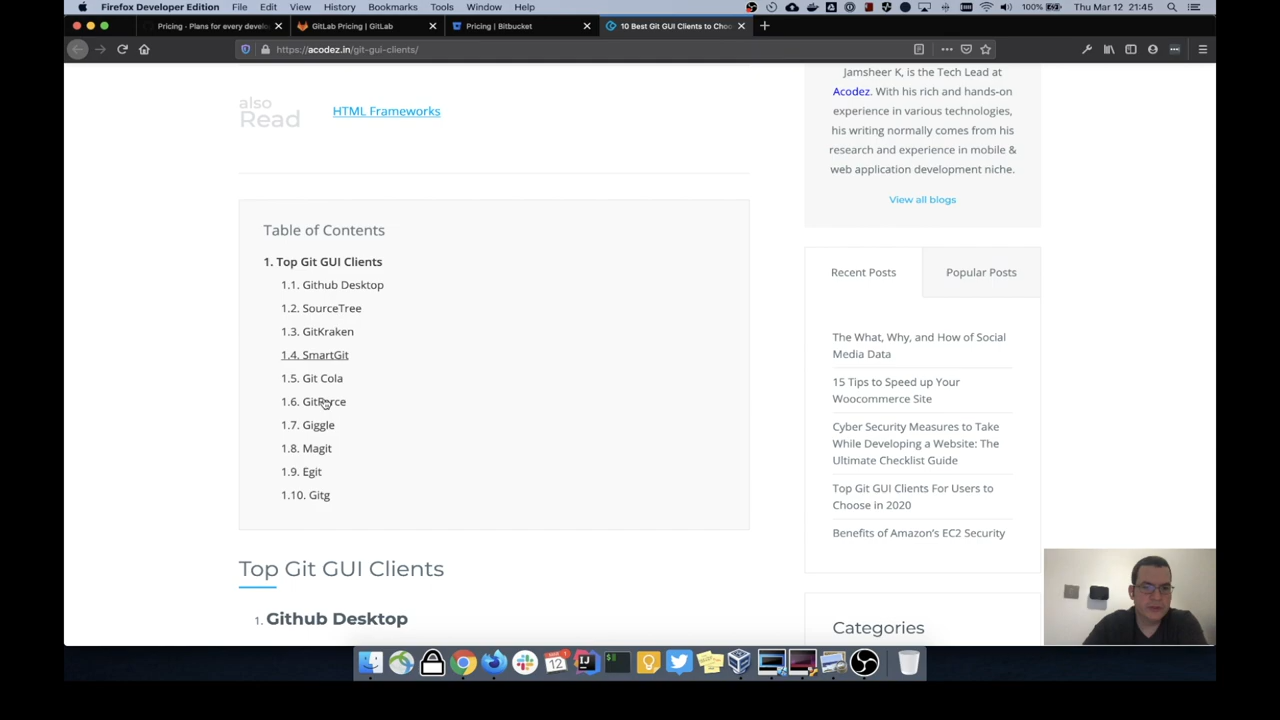 Firefox Developer Edition File Edit View History Bookmarks Tools Window Help 100% Thu Mar 12 21:45
Pricing - Plans for every develo GitLab Pricing | GitLab Pricing | Bitbucket 10 Best Git GUI Clients to Choo
https://acodez.in/git-gui-clients/
Jamsheer K, is the Tech Lead at
Acodez. With his rich and hands-on
experience in various technologies,
his writing normally comes from his
research and experience in mobile &
web application development niche.
View all blogs
also
Read
HTML Frameworks
Table of Contents
1. Top Git GUI Clients
1.1. Github Desktop
1.2. SourceTree
1.3. GitKraken
1.4. SmartGit
1.5. Git Cola
1.6. GitForce
1.7. Giggle
1.8. Magit
1.9. Egit
1.10. Gitg
Top Git GUI Clients
1. Github Desktop
Recent Posts Popular Posts
The What, Why, and How of Social
Media Data
15 Tips to Speed up Your
Woocommerce Site
Cyber Security Measures to Take
While Developing a Website: The
Ultimate Checklist Guide
Top Git GUI Clients For Users to
Choose in 2020
Benefits of Amazon's EC2 Security
Categories